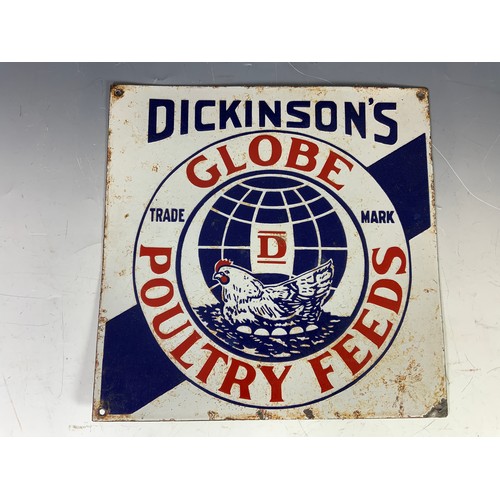 DICKINSON'S
GLOBE
TRADE MARK
D
POULTRY FEEDS